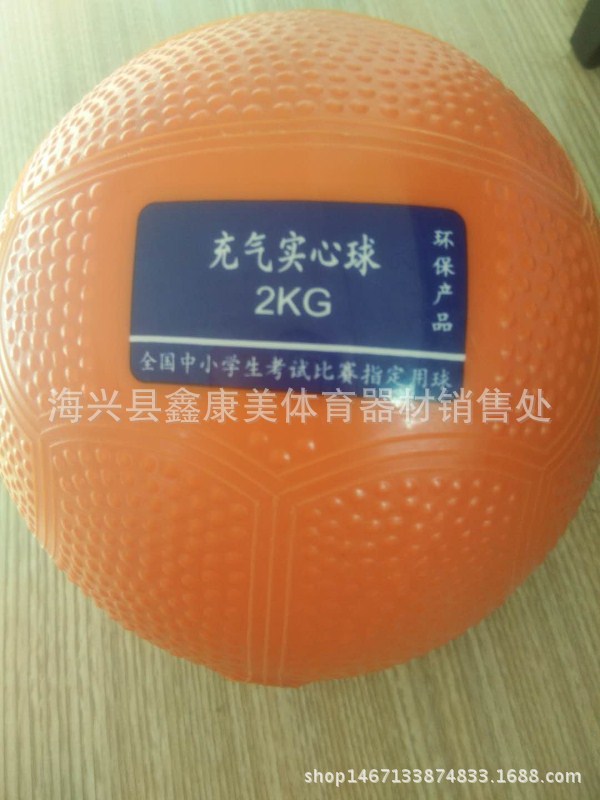 充气实心球
2KG
环保产品
全国中小学生考试比赛指定用球
海兴县鑫康美体育器材销售处
shop1467133874833.1688.com